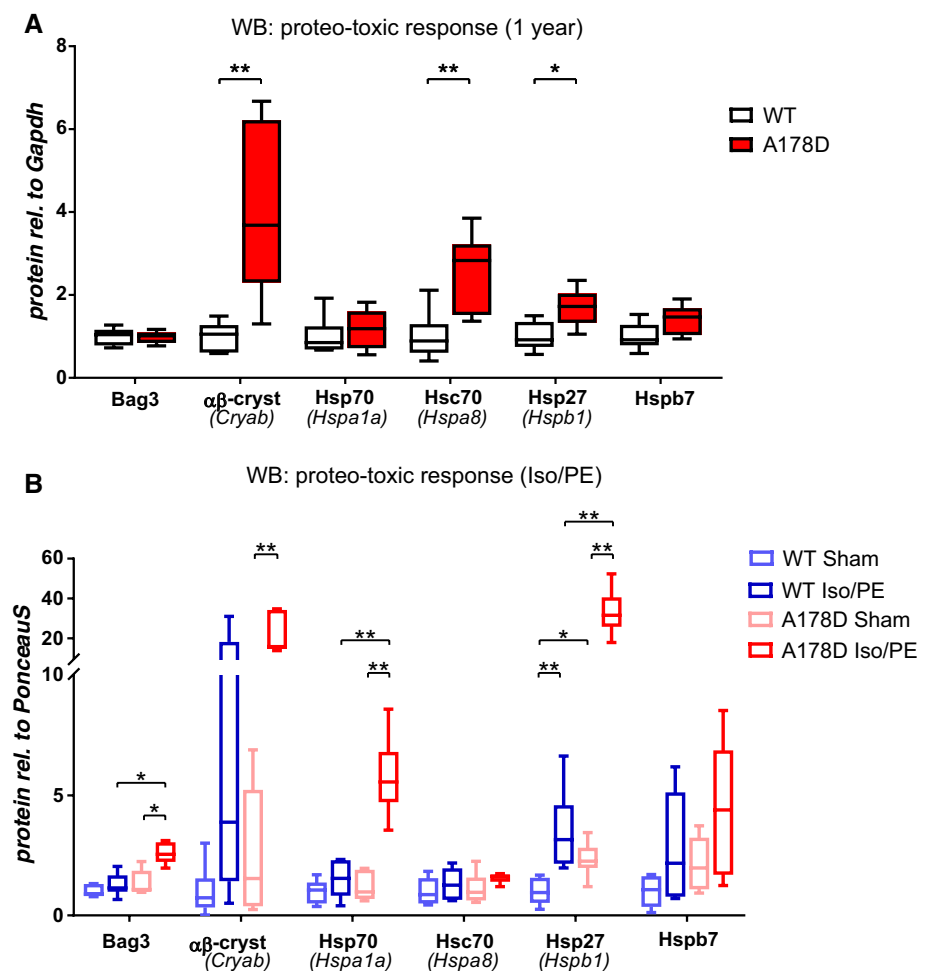 A
WB: proteo-toxic response (1 year)
8
6
4
2
0
protein rel. to Gapdh
** ** *
WT
A178D
Bag3 αβ-cryst Hsp70 Hsc70 Hsp27 Hspb7
(Cryab) (Hspa1a) (Hspa8) (Hspb1)
B
WB: proteo-toxic response (Iso/PE)
60
40
20
10
5
0
protein rel. to PonceauS
**
** **
** **
* **
* *
WT Sham
WT Iso/PE
A178D Sham
A178D Iso/PE
Bag3 αβ-cryst Hsp70 Hsc70 Hsp27 Hspb7
(Cryab) (Hspa1a) (Hspa8) (Hspb1)